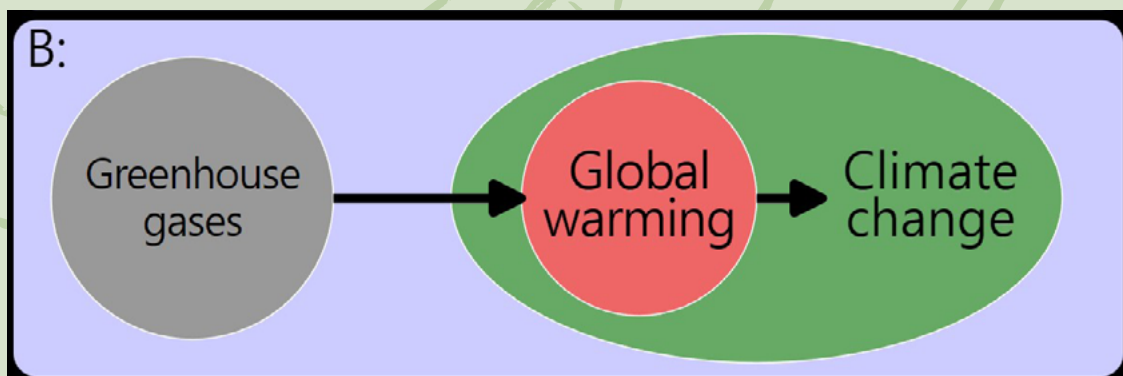 B:
Greenhouse
gases
Global
warming
Climate
change